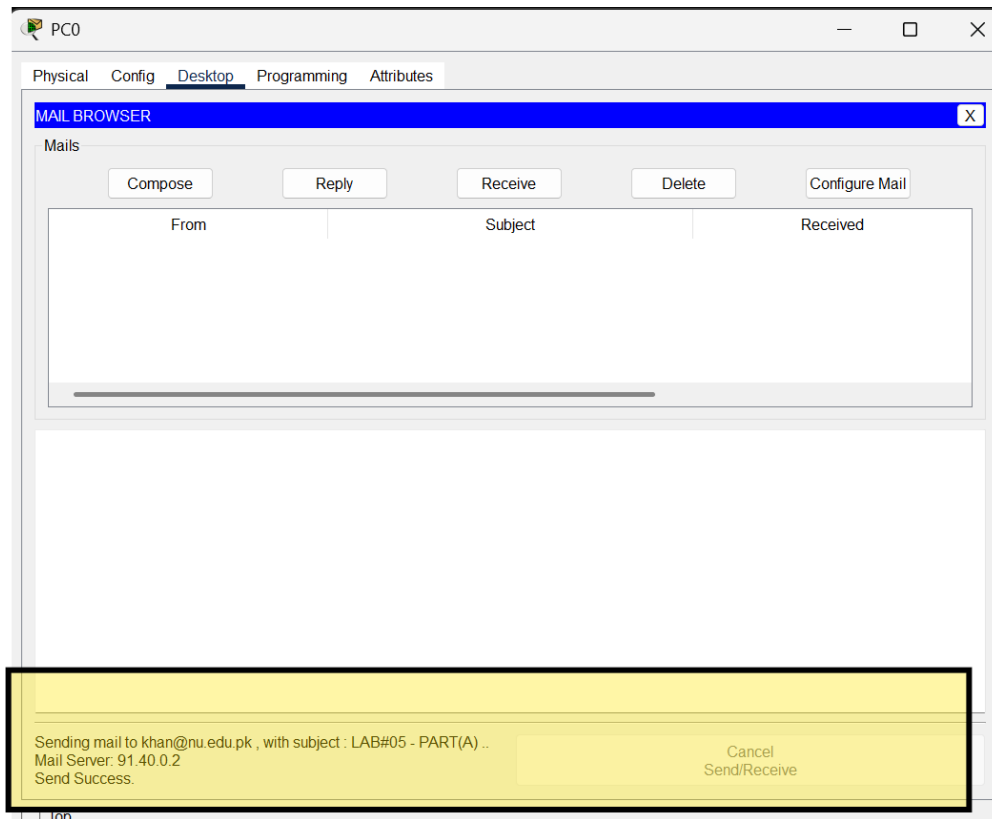 PC0
Physical Config Desktop Programming Attributes
MAIL BROWSER X
Mails
Compose Reply Receive Delete Configure Mail
From Subject Received
Sending mail to khan@nu.edu.pk , with subject : LAB#05 - PART(A) ..
Mail Server: 91.40.0.2
Send Success.
Cancel
Send/Receive
Top